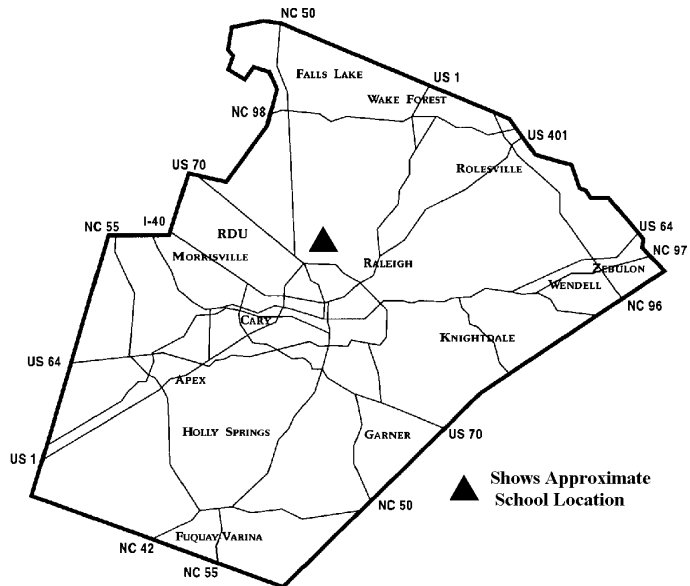 NC 50
FALLS LAKE
US 1
WAKE FOREST
NC 98
US 401
US 70
ROLESVILLE
NC 55
I-40
RDU
US 64
MORRISVILLE
RALEIGH
NC 97
ZEBULON
WENDELL
NC 96
CARY
KNIGHTDALE
US 64
APEX
HOLLY SPRINGS
GARNER
US 70
US 1
Shows Approximate
School Location
NC 50
FUQUAY VARINA
NC 42
NC 55